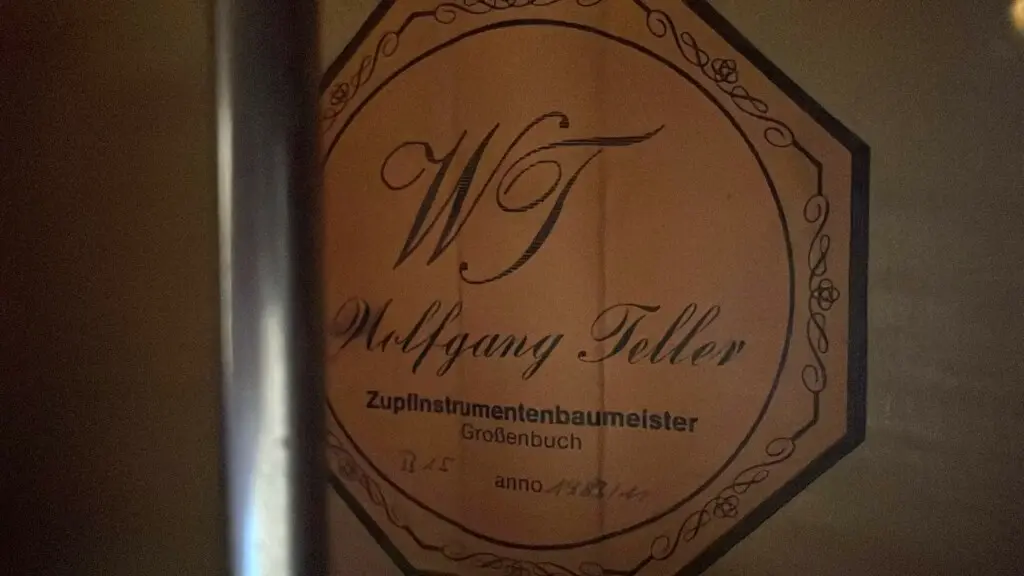 WT
Wolfgang Teller
Zupfinstrumentenbaumeister
Großenbuch
anno